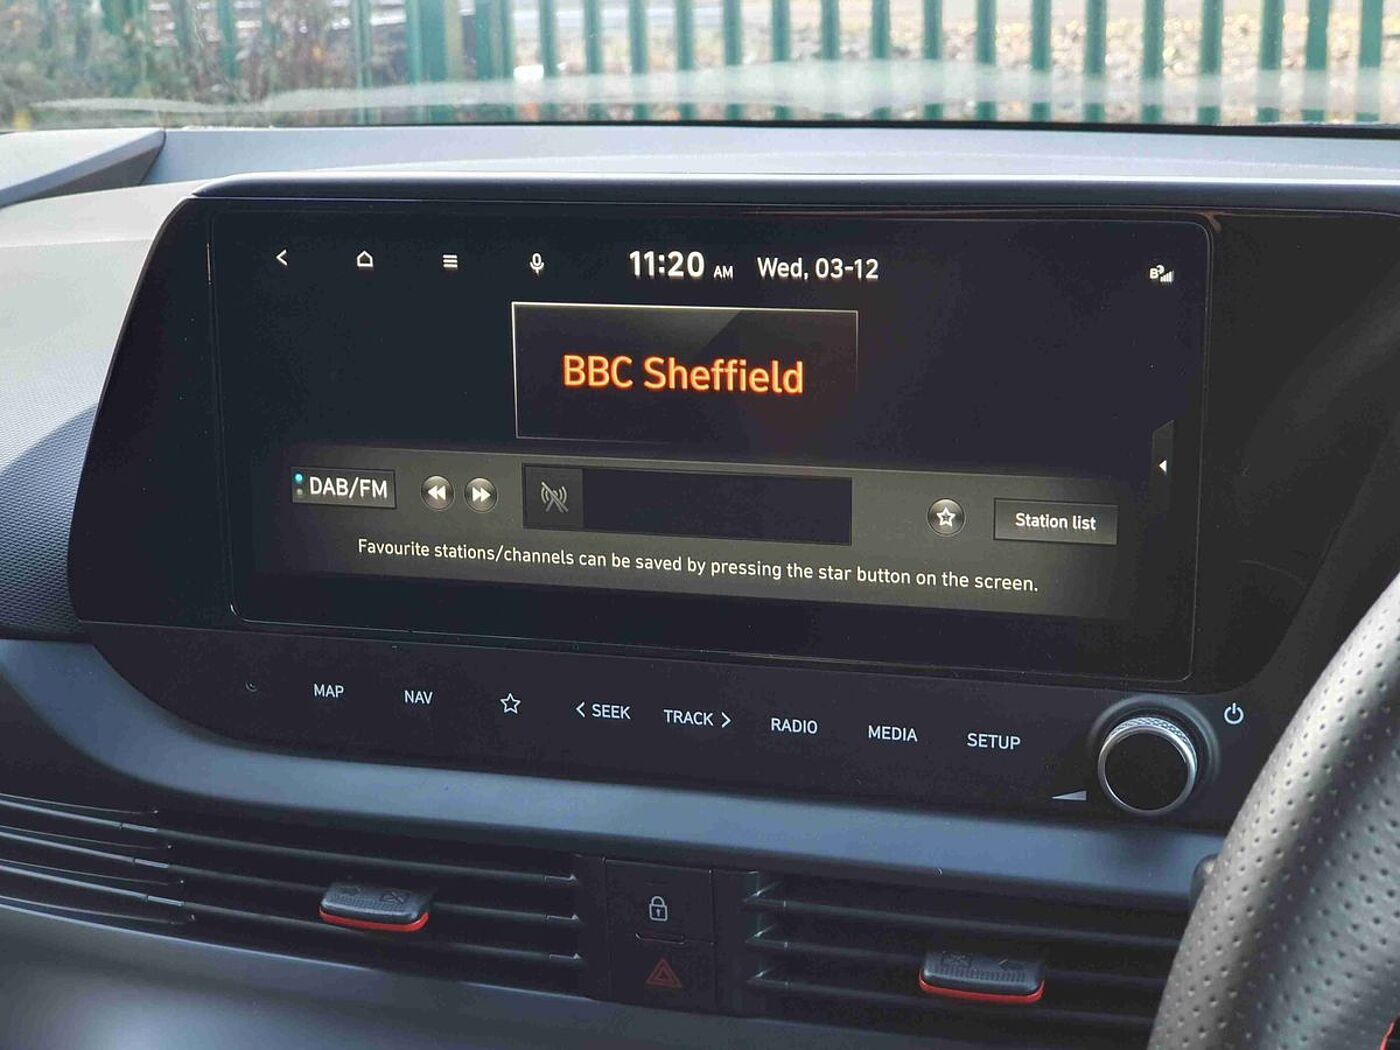 11:20 AM Wed, 03-12
BBC Sheffield
DAB/FM
Station list
Favourite stations/channels can be saved by pressing the star button on the screen.
MAP NAV < SEEK TRACK > RADIO MEDIA SETUP